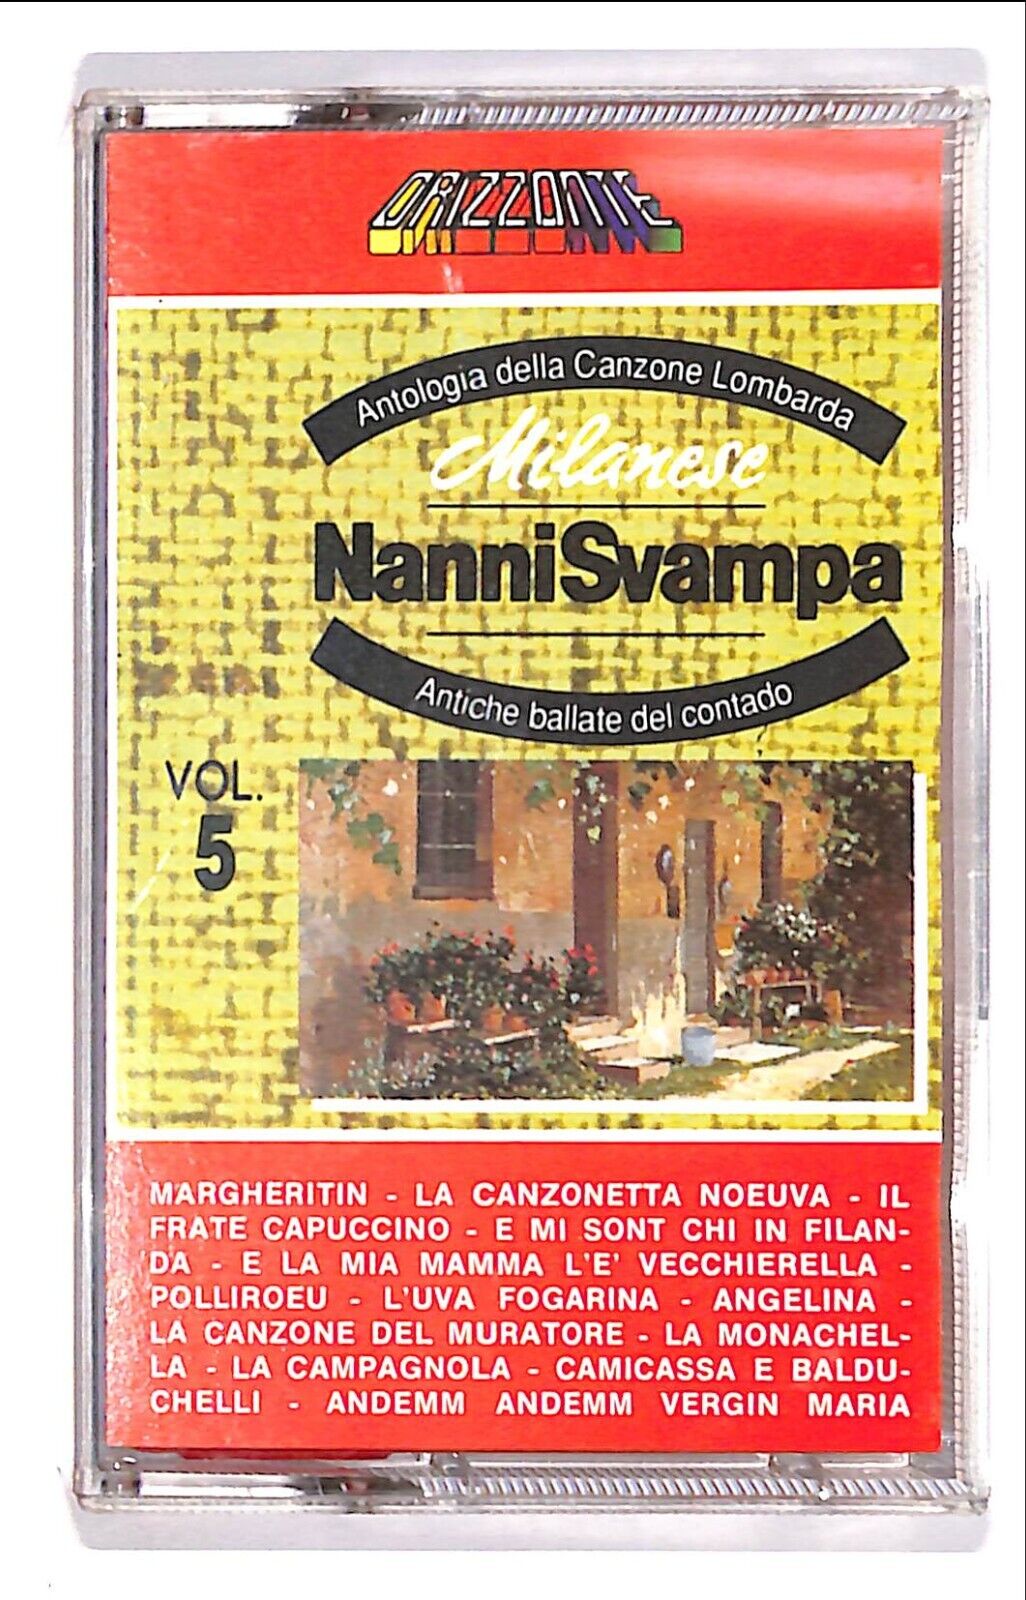 ORIZZONTE
Antologia della Canzone Lombarda
Milanese
NanniSvampa
Antiche ballate del contado
VOL.
5
MARGHERITIN - LA CANZONETTA NOEUVA - IL
FRATE CAPUCCINO - E MI SONT CHI IN FILAN-
DA - E LA MIA MAMMA L'E' VECCHIERELLA -
POLLIROEU - L'UVA FOGARINA - ANGELINA -
LA CANZONE DEL MURATORE - LA MONACHEL-
LA - LA CAMPAGNOLA - CAMICASSA E BALDU-
CHELLI - ANDEMM ANDEMM VERGIN MARIA